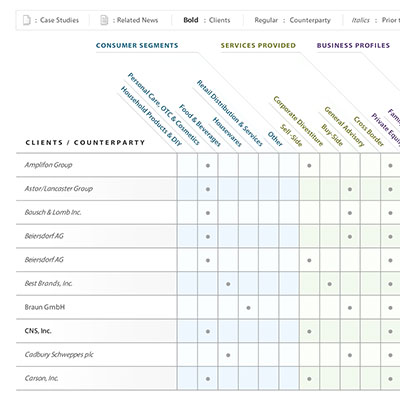 : Case Studies : Related News Bold : Clients Regular : Counterparty Italics : Prior
CONSUMER SEGMENTS SERVICES PROVIDED BUSINESS PROFILES
Household Products & DIY
Personal Care, OTC & Cosmetics
Food & Beverages
Housewares
Retail Distribution & Services
Other
Sell-Side
Corporate Divestiture
Buy-Side
General Advisory
Cross Border
Private Equi
Fami
CLIENTS / COUNTERPARTY
Amplifon Group
Astor/Lancaster Group
Bausch & Lomb Inc.
Beiersdorf AG
Beiersdorf AG
Best Brands, Inc.
Braun GmbH
CNS, Inc.
Cadbury Schweppes plc
Carson, Inc.